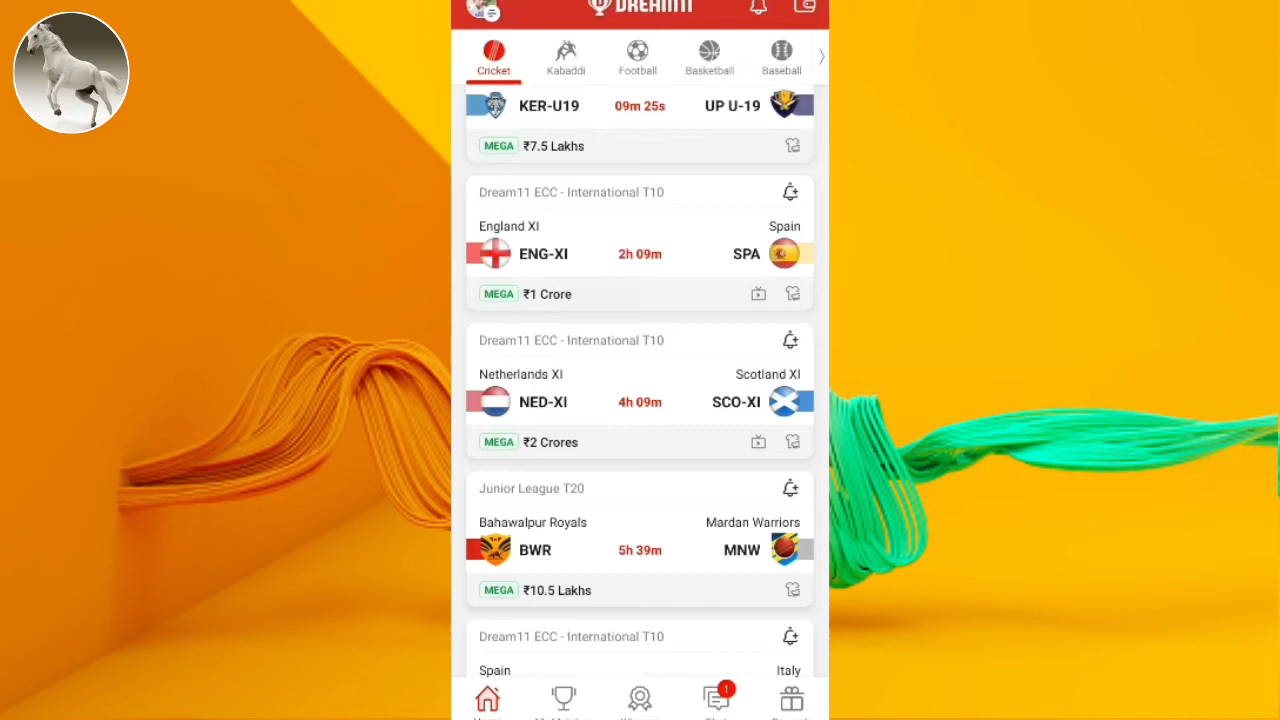 DREAM11
Cricket
Kabaddi
Football
Basketball
Baseball
KER-U19 09m 25s UP U-19
MEGA ₹7.5 Lakhs
Dream11 ECC - International T10
England XI Spain
ENG-XI 2h 09m SPA
MEGA ₹1 Crore
Dream11 ECC - International T10
Netherlands XI Scotland XI
NED-XI 4h 09m SCO-XI
MEGA ₹2 Crores
Junior League T20
Bahawalpur Royals Mardan Warriors
BWR 5h 39m MNW
MEGA ₹10.5 Lakhs
Dream11 ECC - International T10
Spain Italy
1